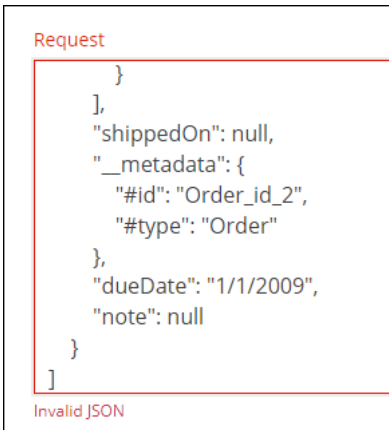 Request
}
],
"shippedOn": null,
"__metadata": {
"#id": "Order_id_2",
"#type": "Order"
},
"dueDate": "1/1/2009",
"note": null
}
]
Invalid JSON